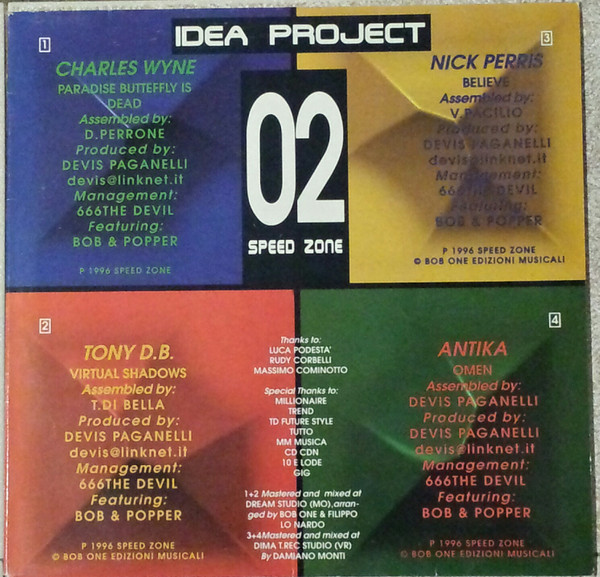 IDEA PROJECT
1
CHARLES WYNE
PARADISE BUTTEFFLY IS
DEAD
Assembled by:
D.PERRONE
Produced by:
DEVIS PAGANELLI
devis@linknet.it
Management:
666THE DEVIL
Featuring:
BOB & POPPER
P 1996 SPEED ZONE
02
SPEED ZONE
3
NICK PERRIS
BELIEVE
Assembled by:
V.PACILIO
Produced by:
DEVIS PAGANELLI
devis@linknet.it
Management:
666THE DEVIL
Featuring:
BOB & POPPER
P 1996 SPEED ZONE
© BOB ONE EDIZIONI MUSICALI
2
TONY D.B.
VIRTUAL SHADOWS
Assembled by:
T.DI BELLA
Produced by:
DEVIS PAGANELLI
devis@linknet.it
Management:
666THE DEVIL
Featuring:
BOB & POPPER
P 1996 SPEED ZONE
© BOB ONE EDIZIONI MUSICALI
Thanks to:
LUCA PODESTA'
RUDY CORBELLI
MASSIMO COMINOTTO
Special Thanks to:
MILLIONAIRE
TREND
TD FUTURE STYLE
TUTTO
MM MUSICA
CD CDN
10 E LODE
GIG
1+2 Mastered and mixed at
DREAM STUDIO (MO),arran-
ged by BOB ONE & FILIPPO
LO NARDO
3+4Mastered and mixed at
DIMA T.REC STUDIO (VR)
By DAMIANO MONTI
4
ANTIKA
OMEN
Assembled by:
DEVIS PAGANELLI
Produced by:
DEVIS PAGANELLI
devis@linknet.it
Management:
666THE DEVIL
Featuring:
BOB & POPPER
P 1996 SPEED ZONE
© BOB ONE EDIZIONI MUSICALI